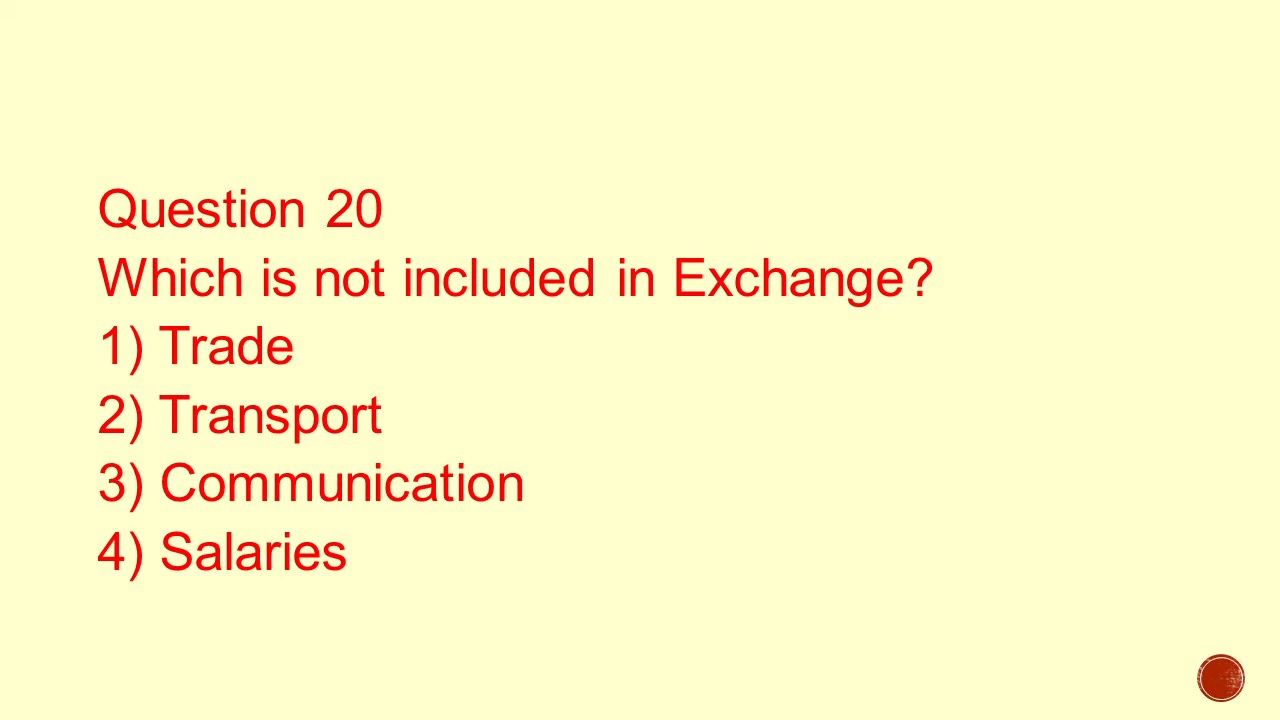 Question 20
Which is not included in Exchange?
1) Trade
2) Transport
3) Communication
4) Salaries